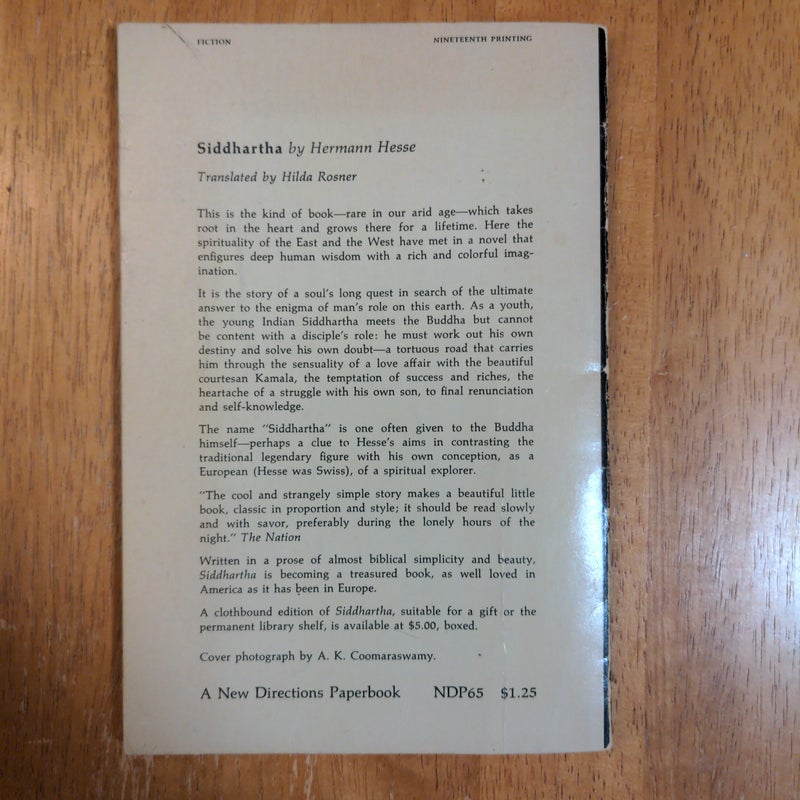 FICTION
NINETEENTH PRINTING
Siddhartha by Hermann Hesse
Translated by Hilda Rosner
This is the kind of book—rare in our arid age—which takes
root in the heart and grows there for a lifetime. Here the
spirituality of the East and the West have met in a novel that
enfigures deep human wisdom with a rich and colorful imag-
ination.
It is the story of a soul's long quest in search of the ultimate
answer to the enigma of man's role on this earth. As a youth,
the young Indian Siddhartha meets the Buddha but cannot
be content with a disciple's role: he must work out his own
destiny and solve his own doubt—a tortuous road that carries
him through the sensuality of a love affair with the beautiful
courtesan Kamala, the temptation of success and riches, the
heartache of a struggle with his own son, to final renunciation
and self-knowledge.
The name "Siddhartha" is one often given to the Buddha
himself—perhaps a clue to Hesse's aims in contrasting the
traditional legendary figure with his own conception, as a
European (Hesse was Swiss), of a spiritual explorer.
"The cool and strangely simple story makes a beautiful little
book, classic in proportion and style; it should be read slowly
and with savor, preferably during the lonely hours of the
night." The Nation
Written in a prose of almost biblical simplicity and beauty,
Siddhartha is becoming a treasured book, as well loved in
America as it has been in Europe.
A clothbound edition of Siddhartha, suitable for a gift or the
permanent library shelf, is available at $5.00, boxed.
Cover photograph by A. K. Coomaraswamy.
A New Directions Paperbook NDP65 $1.25